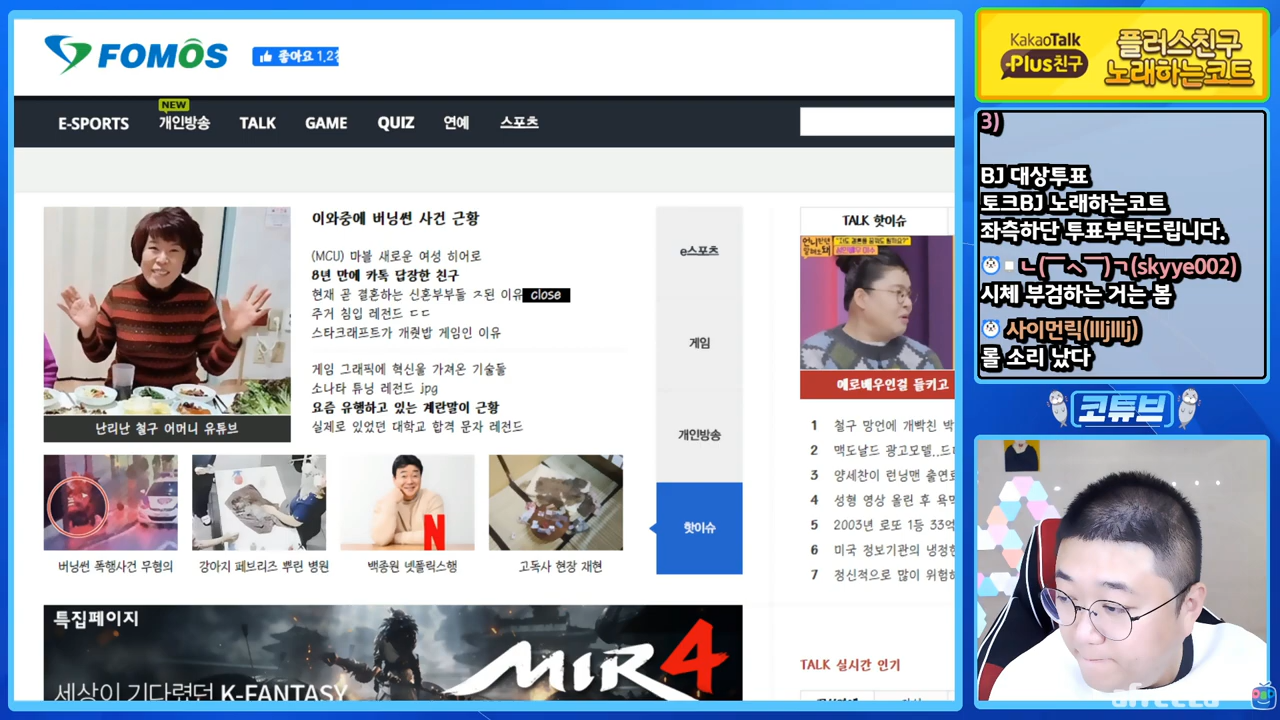 FOMOS
좋아요 1.2천
NEW
E-SPORTS 개인방송 TALK GAME QUIZ 연예 스포츠
난리난 철구 어머니 유튜브
이와중에 버닝썬 사건 근황
(MCU) 마블 새로운 여성 히어로
8년 만에 카톡 답장한 친구
현재 곧 결혼하는 신혼부부들 ㅈ된 이유
close
주거 침입 레전드 ㄷㄷ
스타크래프트가 개췃밥 게임인 이유
게임 그래픽에 혁신을 가져온 기술들
소나타 튜닝 레전드 jpg
요즘 유행하고 있는 계란말이 근황
실제로 있었던 대학교 합격 문자 레전드
버닝썬 폭행사건 무혐의
강아지 페브리즈 뿌린 병원
N
백종원 넷플릭스행
고독사 현장 재현
e스포츠
게임
개인방송
핫이슈
TALK 핫이슈
에로배우인걸 들키고
1 철구 망언에 개빡친 박
2 맥도날드 광고모델..드
3 양세찬이 런닝맨 출연료
4 성형 영상 올린 후 욕먹
5 2003년 로또 1등 33억
6 미국 정보기관의 냉정한
7 정신적으로 많이 위험해
TALK 실시간 인기
특집페이지
세상이 기다렸던 K-FANTASY
MIR4
KakaoTalk
Plus친구
플러스친구
노래하는코트
3)
BJ 대상투표
토크BJ 노래하는코트
좌측하단 투표부탁드립니다.
ㄴ(￣ㅅ￣)ㄱ(skyye002)
시체 부검하는 거는 봄
사이먼릭(llljlllj)
롤 소리 났다
코튜브
afreeca